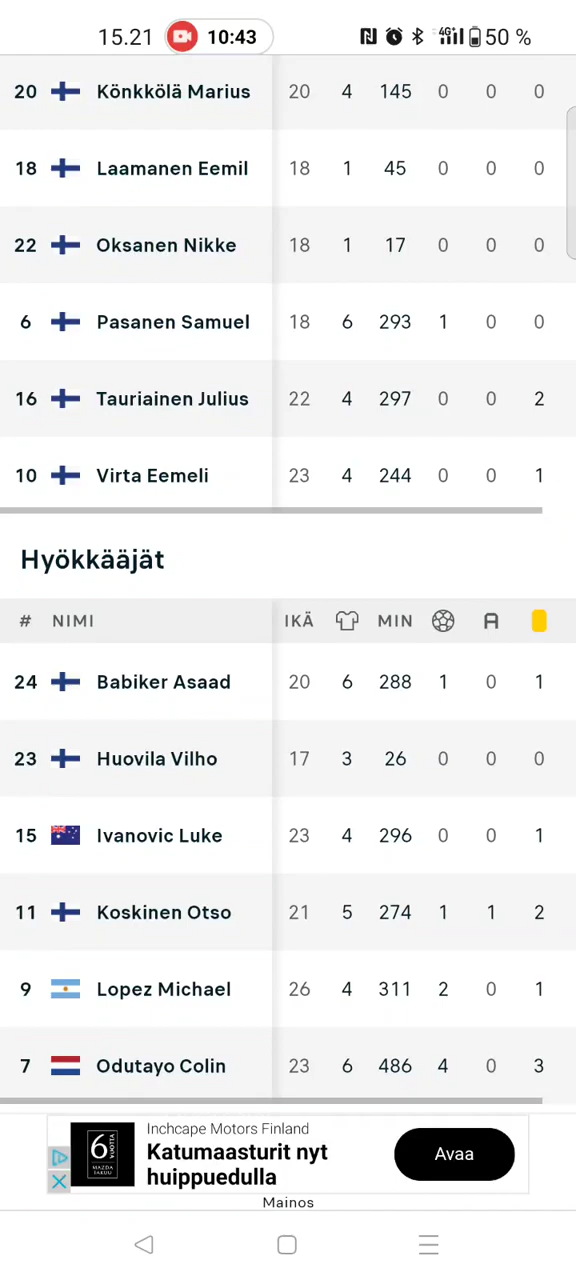 15.21 10:43 4G 50 %
20 Könkkölä Marius 20 4 145 0 0 0
18 Laamanen Eemil 18 1 45 0 0 0
22 Oksanen Nikke 18 1 17 0 0 0
6 Pasanen Samuel 18 6 293 1 0 0
16 Tauriainen Julius 22 4 297 0 0 2
10 Virta Eemeli 23 4 244 0 0 1
Hyökkääjät
# NIMI IKÄ MIN A
24 Babiker Asaad 20 6 288 1 0 1
23 Huovila Vilho 17 3 26 0 0 0
15 Ivanovic Luke 23 4 296 0 0 1
11 Koskinen Otso 21 5 274 1 1 2
9 Lopez Michael 26 4 311 2 0 1
7 Odutayo Colin 23 6 486 4 0 3
Inchcape Motors Finland
Katumaasturit nyt
huippuedulla
Avaa
6 VUOTTA
MAZDA
TAKUU
Mainos